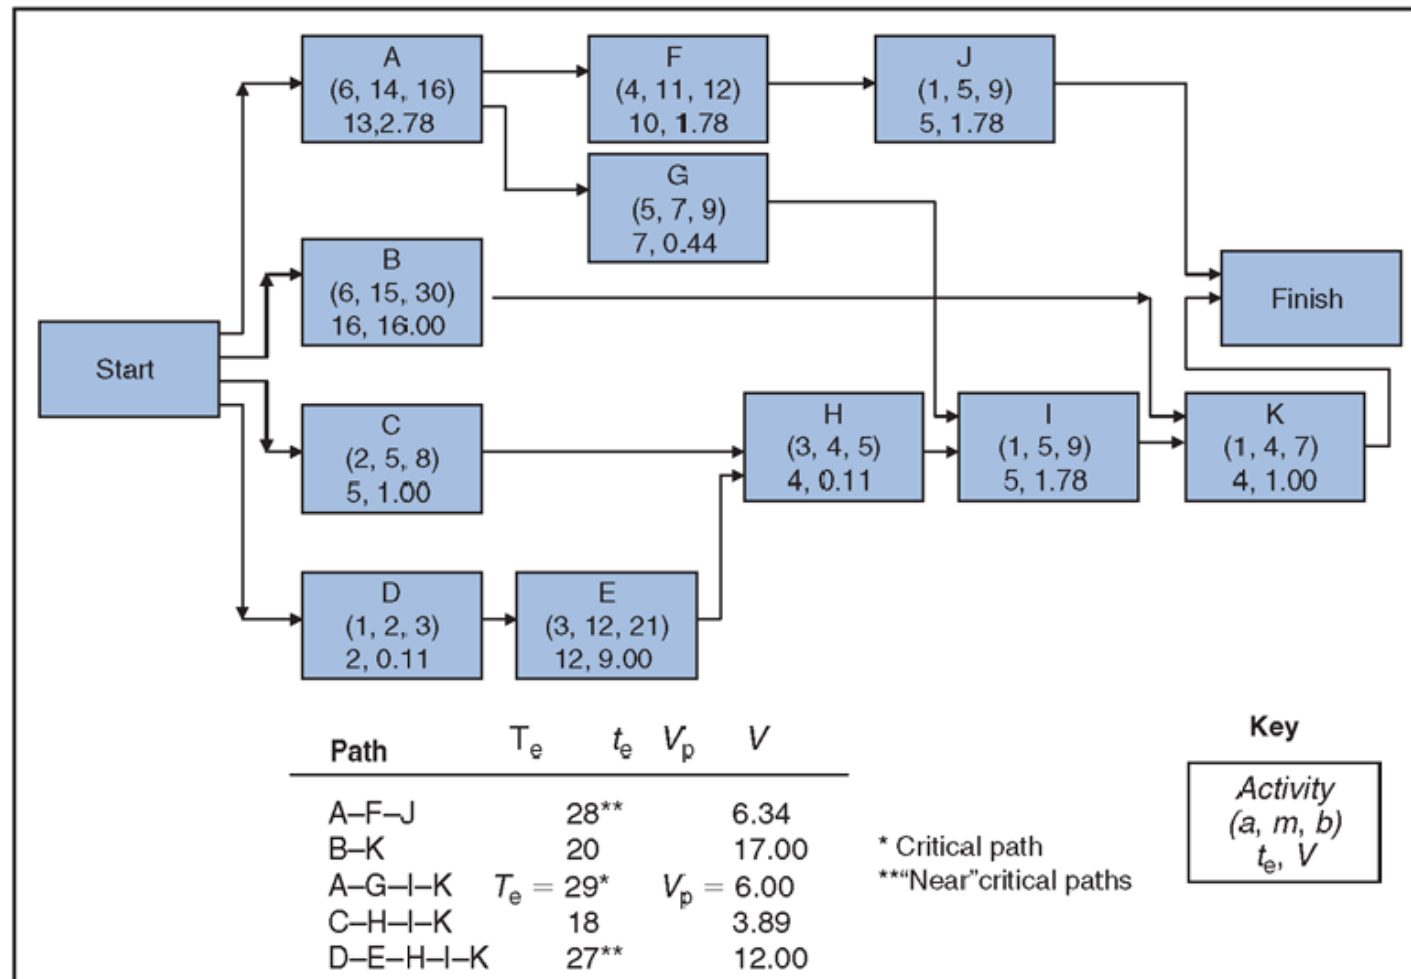 A
(6, 14, 16)
13,2.78
F
(4, 11, 12)
10, 1.78
J
(1, 5, 9)
5, 1.78
G
(5, 7, 9)
7, 0.44
B
(6, 15, 30)
16, 16.00
Finish
Start
C
(2, 5, 8)
5, 1.00
H
(3, 4, 5)
4, 0.11
I
(1, 5, 9)
5, 1.78
K
(1, 4, 7)
4, 1.00
D
(1, 2, 3)
2, 0.11
E
(3, 12, 21)
12, 9.00
Path Te te Vp V
A–F–J 28** 6.34
B–K 20 17.00
A–G–I–K Te = 29* Vp = 6.00
C–H–I–K 18 3.89
D–E–H–I–K 27** 12.00
* Critical path
**“Near”critical paths
Key
Activity
(a, m, b)
te, V